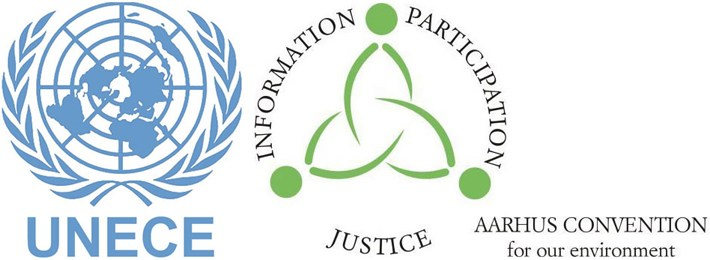 UNECE
INFORMATION
PARTICIPATION
JUSTICE
AARHUS CONVENTION
for our environment